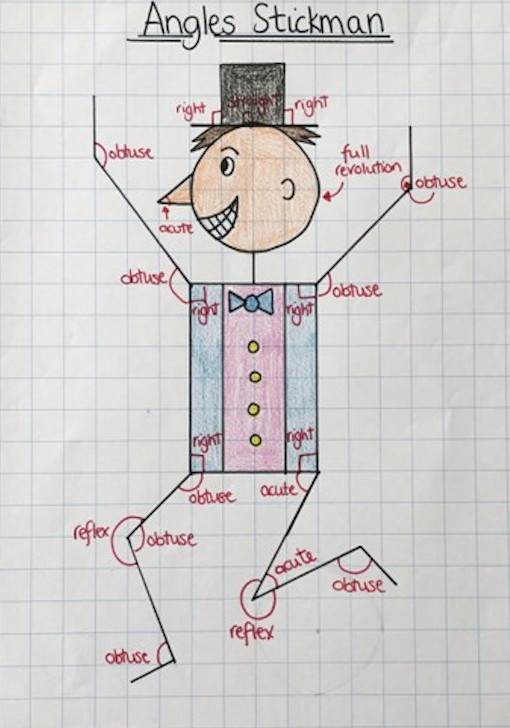 Angles Stickman
right straight right
obtuse
full
revolution
obtuse
acute
obtuse
obtuse
right right
right right
obtuse acute
reflex obtuse
acute
obtuse
reflex
obtuse